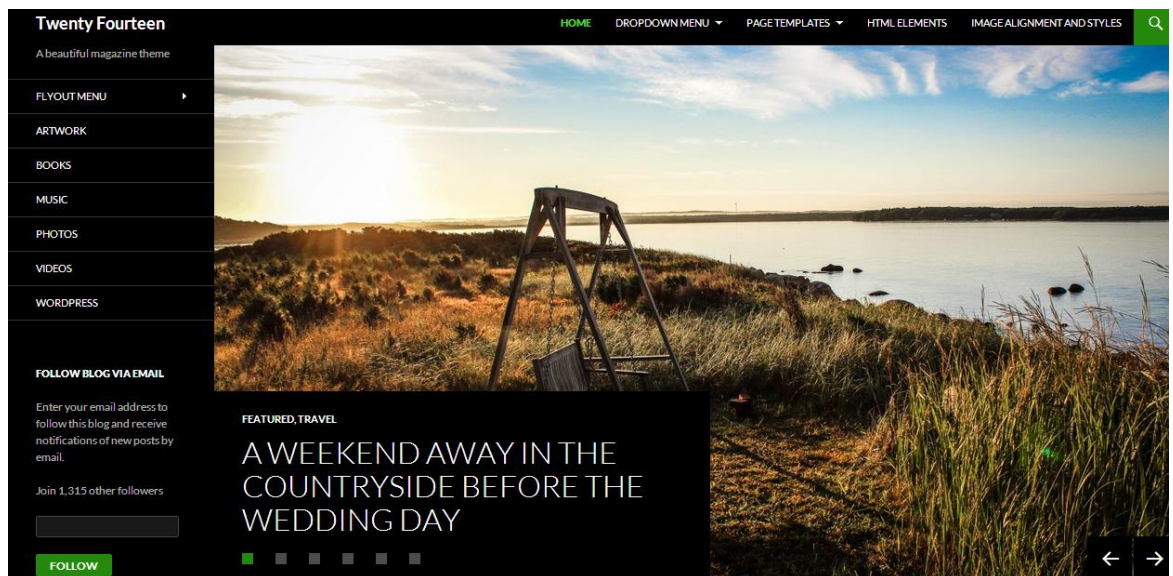 Twenty Fourteen
HOME DROPDOWN MENU PAGE TEMPLATES HTML ELEMENTS IMAGE ALIGNMENT AND STYLES
A beautiful magazine theme
FLYOUT MENU
ARTWORK
BOOKS
MUSIC
PHOTOS
VIDEOS
WORDPRESS
FOLLOW BLOG VIA EMAIL
Enter your email address to
follow this blog and receive
notifications of new posts by
email.
Join 1,315 other followers
FOLLOW
FEATURED, TRAVEL
A WEEKEND AWAY IN THE
COUNTRYSIDE BEFORE THE
WEDDING DAY